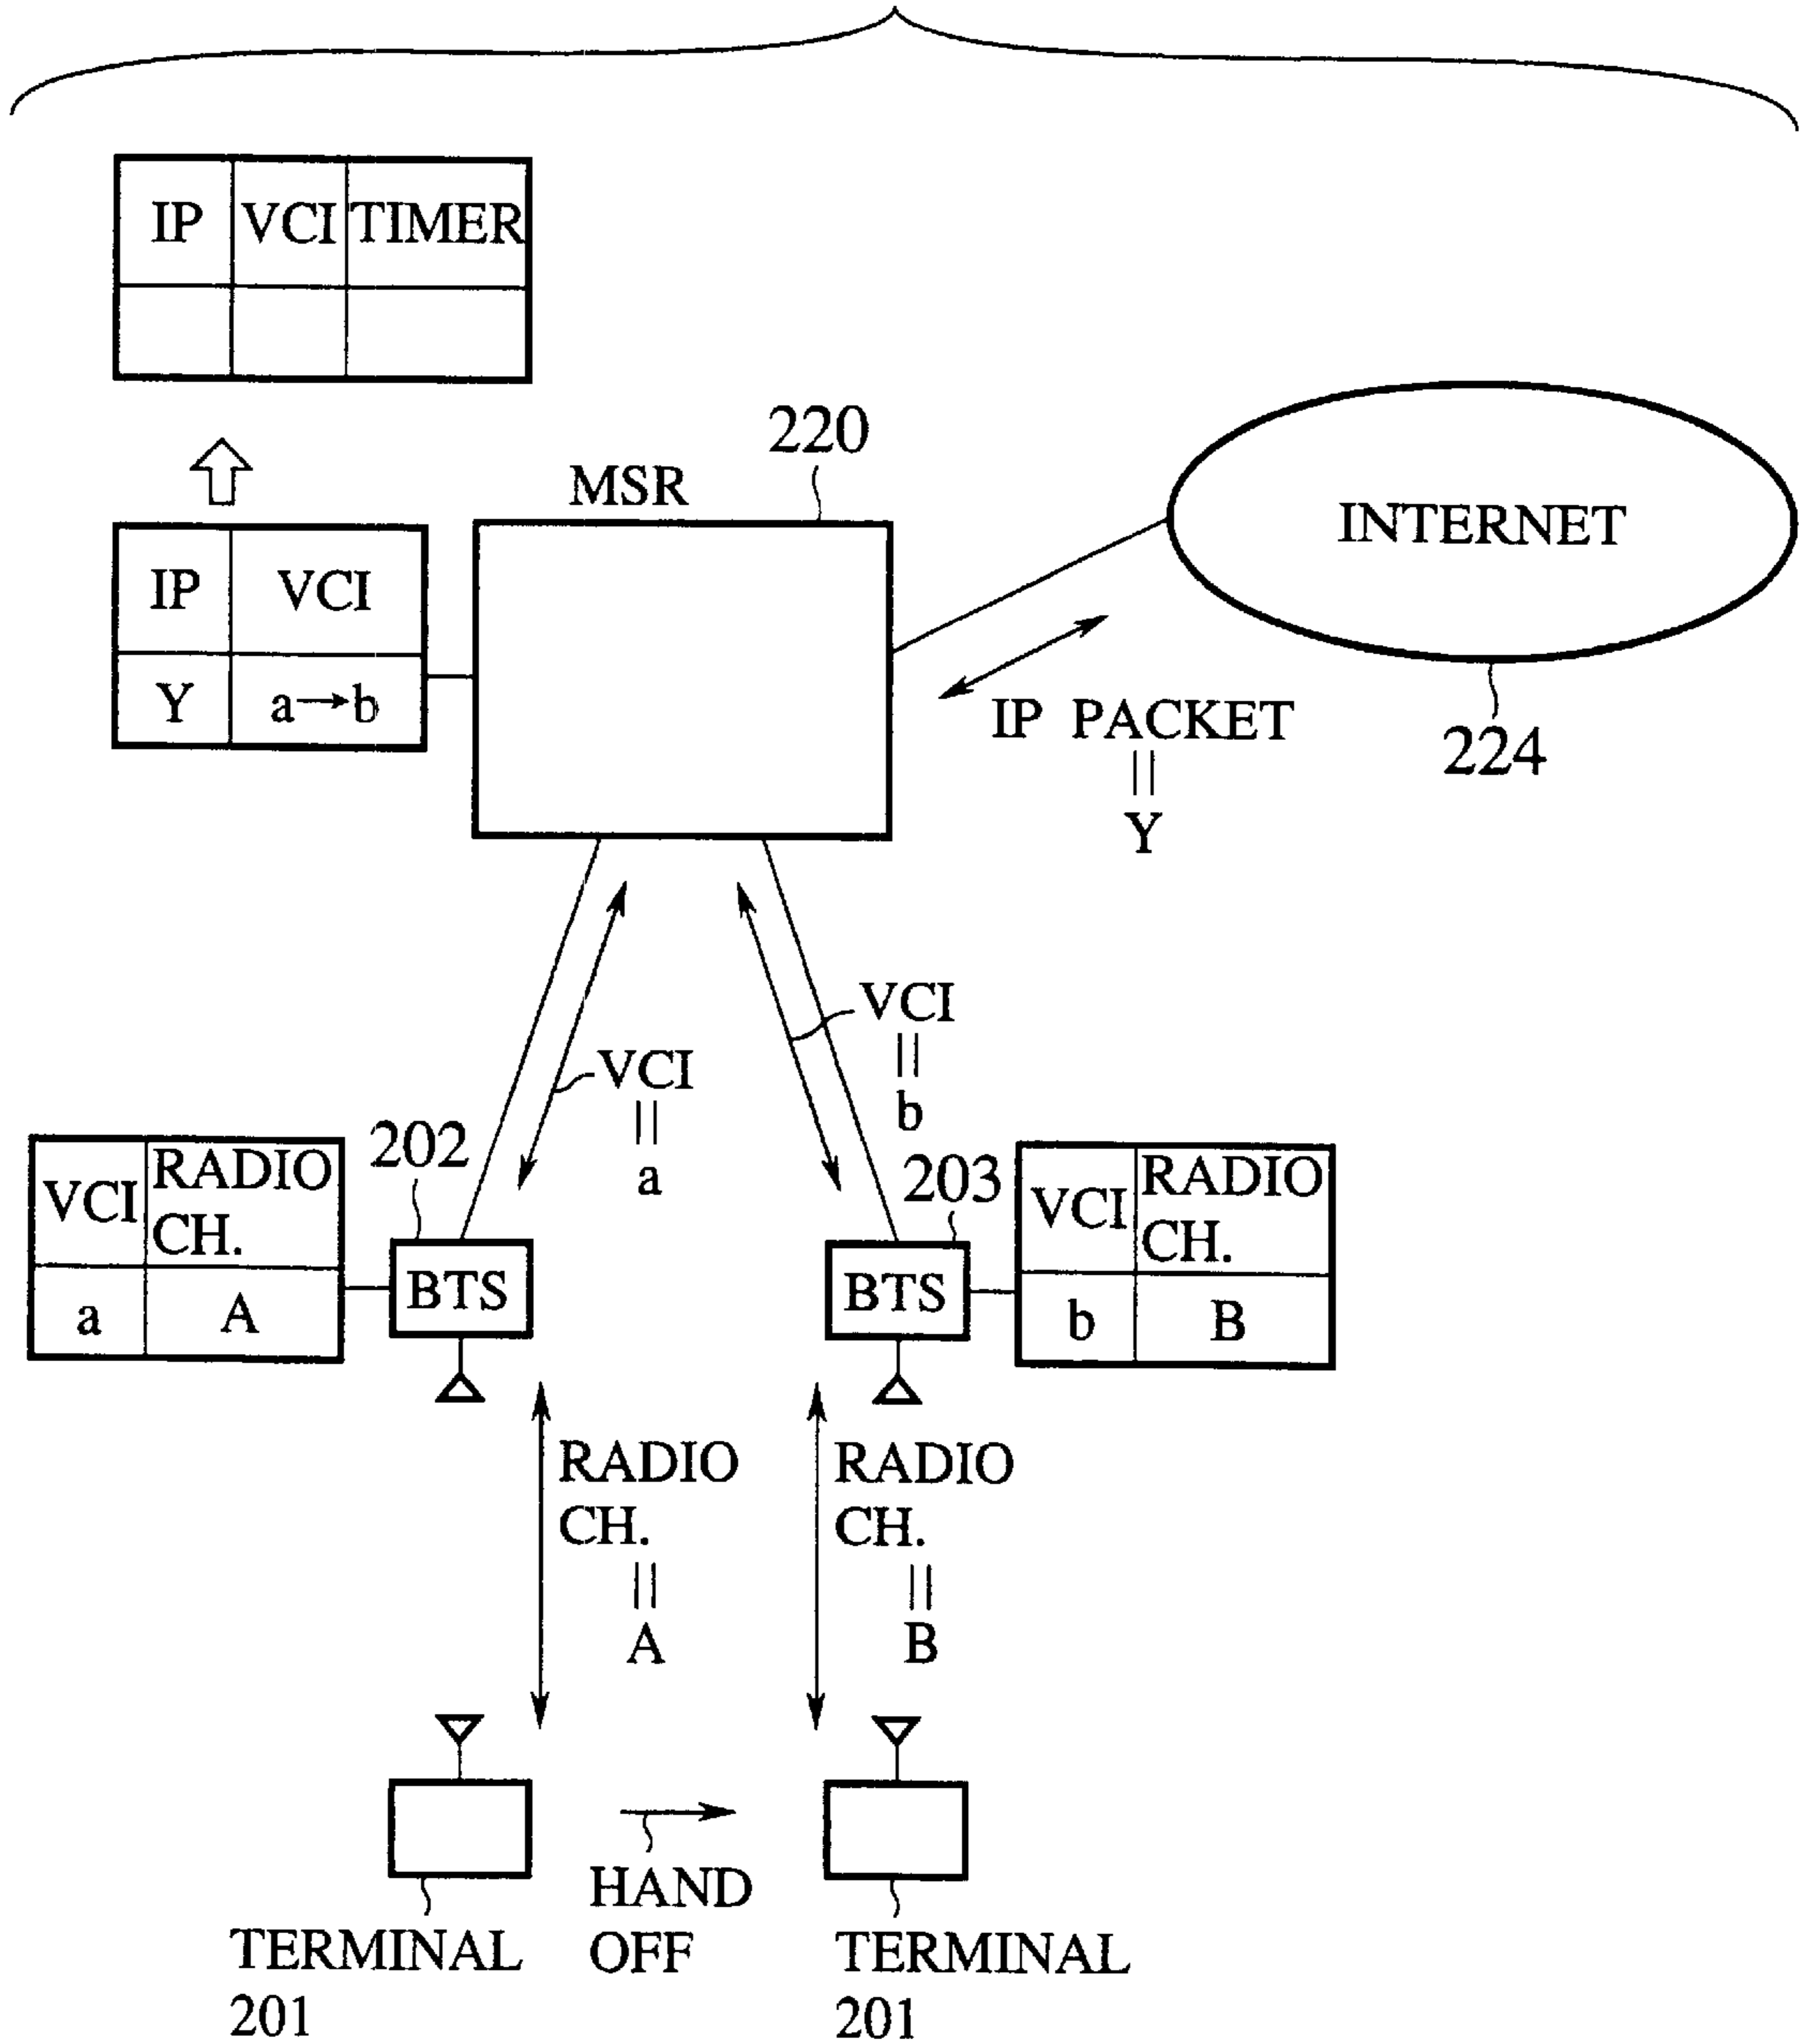 IP VCI TIMER
220
MSR
INTERNET
IP VCI
Y a→b
IP PACKET
||
Y
224
VCI
||
b
VCI
||
a
202
203
VCI RADIO CH.
a A
BTS
BTS
VCI RADIO CH.
b B
RADIO
CH.
||
A
RADIO
CH.
||
B
HAND
OFF
TERMINAL
201
TERMINAL
201